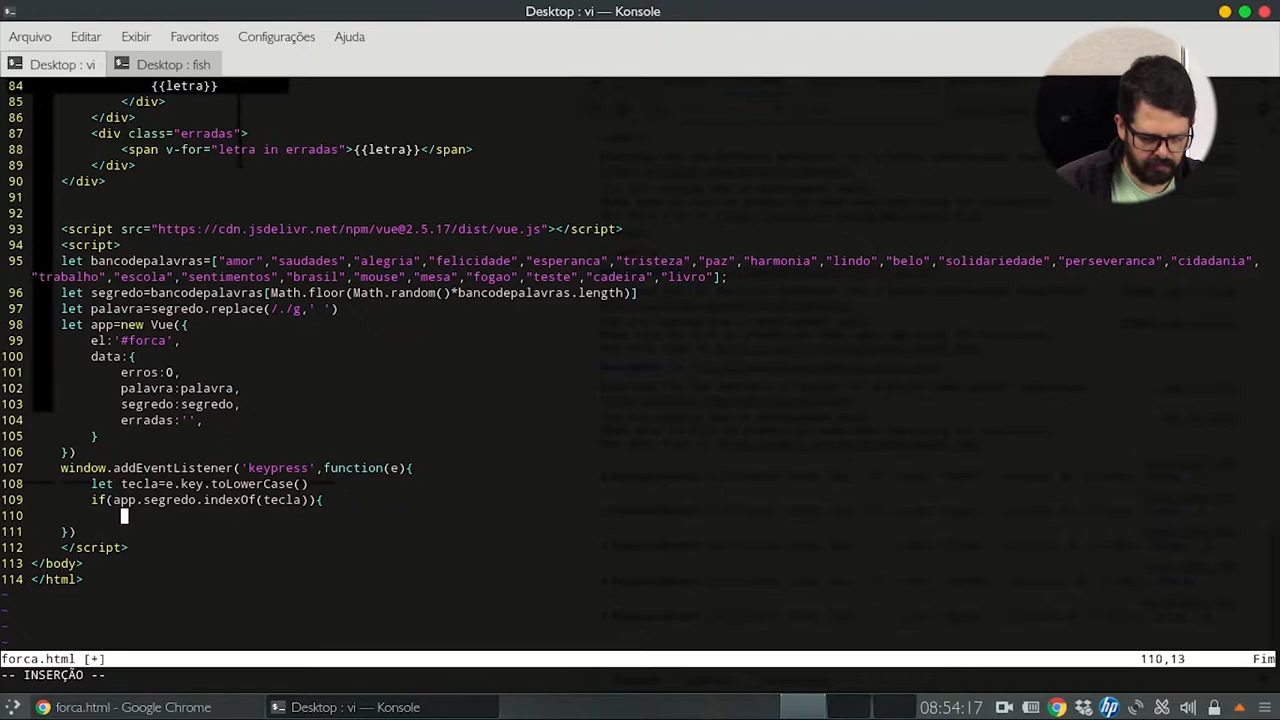 Desktop : vi — Konsole
Arquivo Editar Exibir Favoritos Configurações Ajuda
Desktop : vi Desktop : fish
84 {{letra}}
85 </div>
86 </div>
87 <div class="erradas">
88 <span v-for="letra in erradas">{{letra}}</span>
89 </div>
90 </div>
91
92
93 <script src="https://cdn.jsdelivr.net/npm/vue@2.5.17/dist/vue.js"></script>
94 <script>
95 let bancodepalavras=["amor","saudades","alegria","felicidade","esperanca","tristeza","paz","harmonia","lindo","belo","solidariedade","perseveranca","cidadania",
"trabalho","escola","sentimentos","brasil","mouse","mesa","fogao","teste","cadeira","livro"];
96 let segredo=bancodepalavras[Math.floor(Math.random()*bancodepalavras.length)]
97 let palavra=segredo.replace(/./g,' ')
98 let app=new Vue({
99 el:'#forca',
100 data:{
101 erros:0,
102 palavra:palavra,
103 segredo:segredo,
104 erradas:'',
105 }
106 })
107 window.addEventListener('keypress',function(e){
108 let tecla=e.key.toLowerCase()
109 if(app.segredo.indexOf(tecla)){
110
111 })
112 </script>
113 </body>
114 </html>
~
~
~
~
forca.html [+] 110,13 Fim
-- INSERÇÃO --
forca.html - Google Chrome Desktop : vi — Konsole 08:54:17